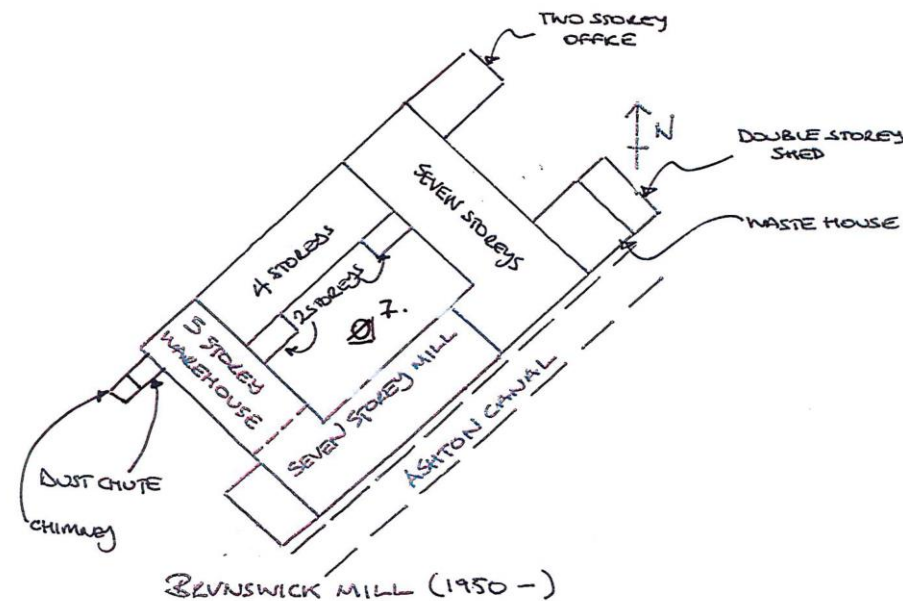 TWO STOREY
OFFICE
N
DOUBLE STOREY
SHED
WASTE HOUSE
SEVEN STOREYS
4 STOREYS
2 STOREYS
7.
5 STOREY
WAREHOUSE
SEVEN STOREY MILL
ASHTON CANAL
DUST CHUTE
CHIMNEY
BRUNSWICK MILL (1950-)